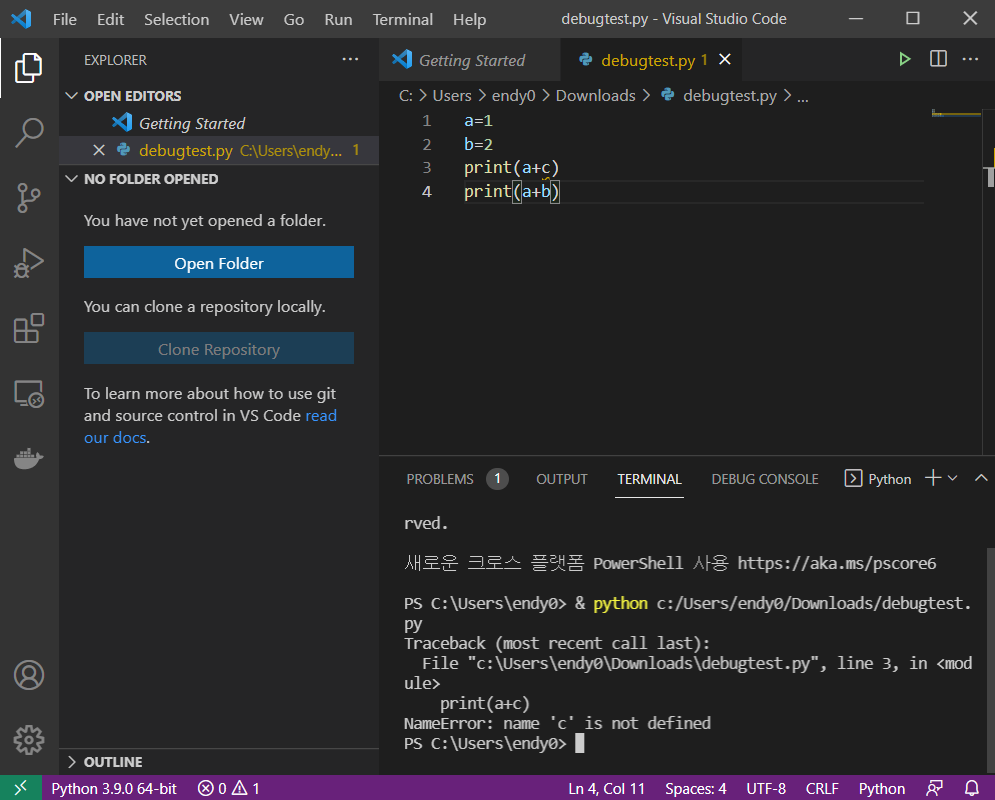 File Edit Selection View Go Run Terminal Help debugtest.py - Visual Studio Code
EXPLORER
OPEN EDITORS
Getting Started
debugtest.py C:\Users\endy... 1
NO FOLDER OPENED
You have not yet opened a folder.
Open Folder
You can clone a repository locally.
Clone Repository
To learn more about how to use git
and source control in VS Code read
our docs.
OUTLINE
Getting Started debugtest.py 1
C: > Users > endy0 > Downloads > debugtest.py > ...
1 a=1
2 b=2
3 print(a+c)
4 print(a+b)
PROBLEMS 1 OUTPUT TERMINAL DEBUG CONSOLE Python
rved.
새로운 크로스 플랫폼 PowerShell 사용 https://aka.ms/pscore6
PS C:\Users\endy0> & python c:/Users/endy0/Downloads/debugtest.
py
Traceback (most recent call last):
File "c:\Users\endy0\Downloads\debugtest.py", line 3, in <mod
ule>
print(a+c)
NameError: name 'c' is not defined
PS C:\Users\endy0>
Python 3.9.0 64-bit 0 1 Ln 4, Col 11 Spaces: 4 UTF-8 CRLF Python